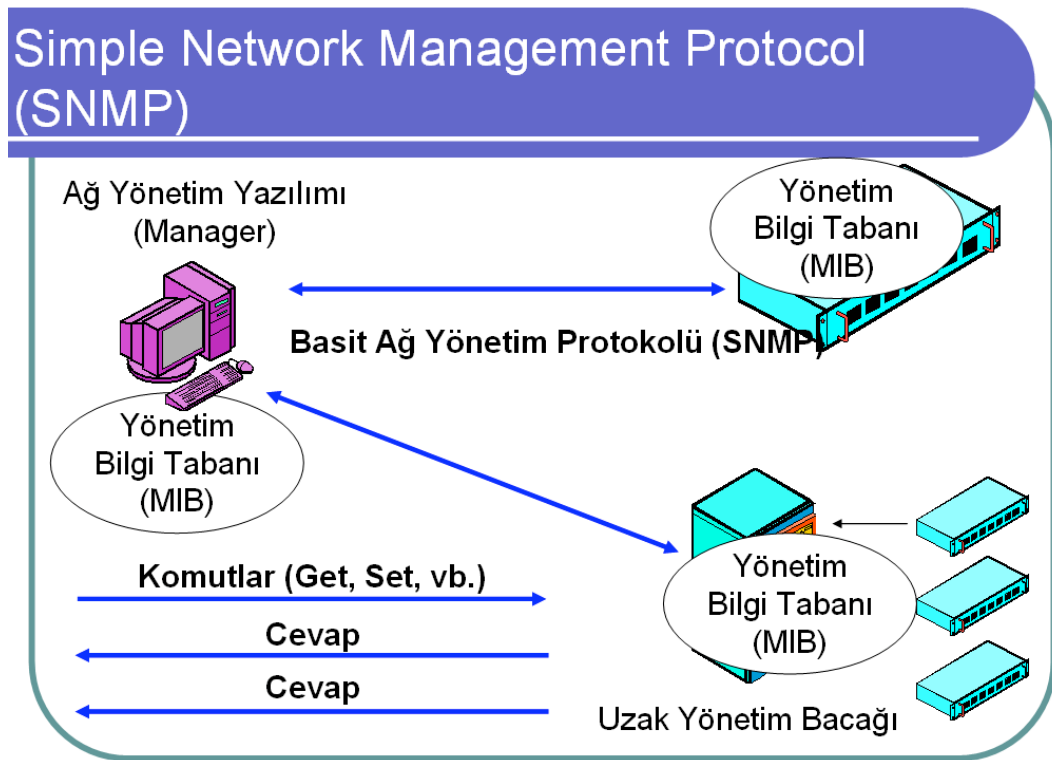 Simple Network Management Protocol
(SNMP)
Ağ Yönetim Yazılımı
(Manager)
Yönetim
Bilgi Tabanı
(MIB)
Basit Ağ Yönetim Protokolü (SNMP)
Yönetim
Bilgi Tabanı
(MIB)
Komutlar (Get, Set, vb.)
Cevap
Cevap
Yönetim
Bilgi Tabanı
(MIB)
Uzak Yönetim Bacağı